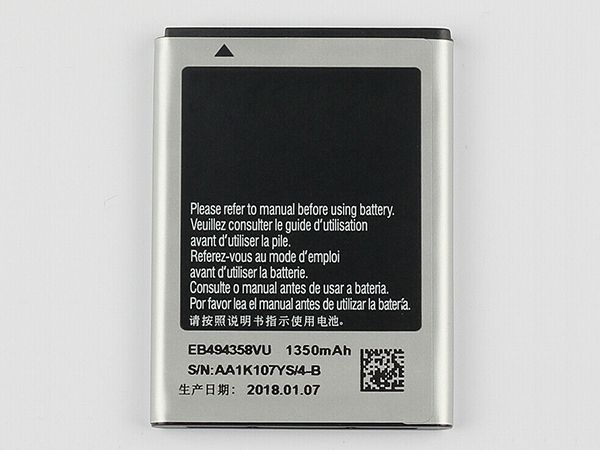 Please refer to manual before using battery.
Veuillez consulter le guide d'utilisation
avant d'utiliser la pile.
Referez-vous au mode d'emploi
avant d'utiliser la batterie.
Consulte o manual antes de usar a bateria.
Por favor lea el manual antes de utilizar la batería.
请按照说明书指示使用电池。
EB494358VU 1350mAh
S/N:AA1K107YS/4-B
生产日期: 2018.01.07